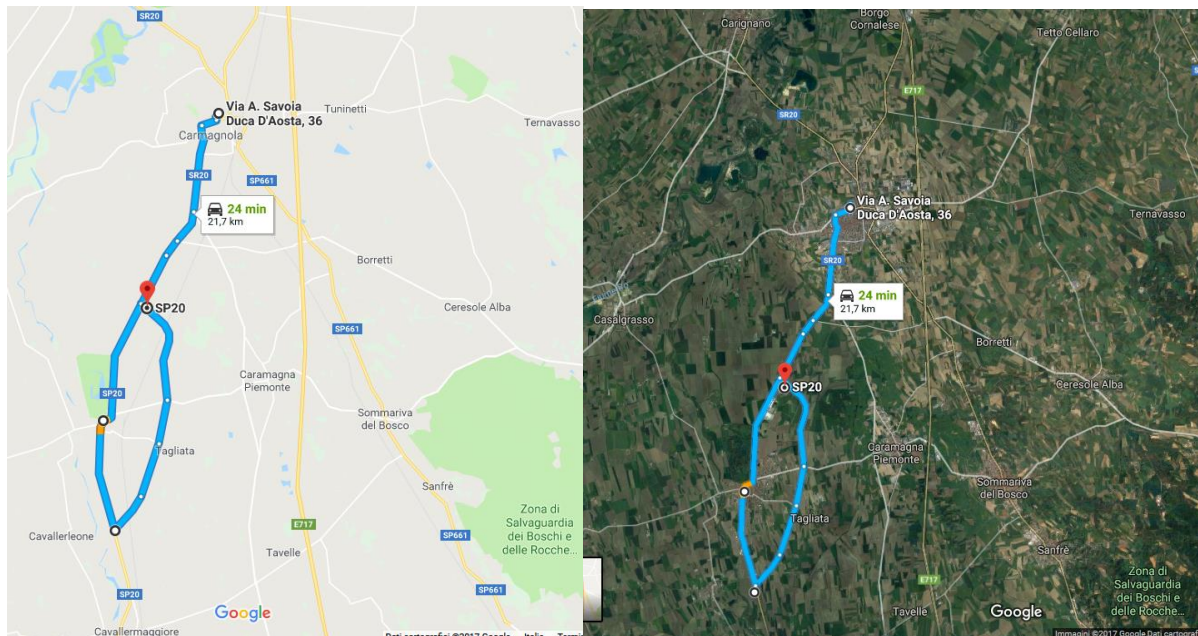 SR20
Via A. Savoia
Duca D'Aosta, 36
Tuninetti
Ternavasso
Carmagnola
SR20
SP661
24 min
21,7 km
Borretti
SP20
Ceresole Alba
SP661
Caramagna
Piemonte
SP20
Sommariva
del Bosco
Tagliata
Sanfrè
Zona di
Salvaguardia
dei Boschi e
delle Rocche...
E717
Cavallerleone
SP661
Tavelle
SP20
Google
Cavallermaggiore
Dati cartografici ©2017 Google
Italia
Carignano
Borgo
Cornalese
Tetto Cellaro
E717
SR20
Via A. Savoia
Duca D'Aosta, 36
Ternavasso
SR20
24 min
21,7 km
Casalgrasso
Borretti
SP20
Ceresole Alba
Caramagna
Piemonte
Sommariva
del Bosco
Tagliata
Sanfrè
Zona di
Salvaguardia
dei Boschi e
delle Rocche...
E717
Tavelle
Google
Immagini ©2017 Google